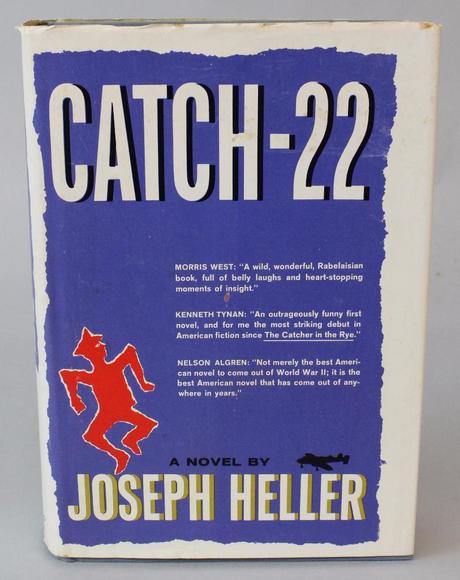 CATCH-22
MORRIS WEST: "A wild, wonderful, Rabelaisian
book, full of belly laughs and heart-stopping
moments of insight."
KENNETH TYNAN: "An outrageously funny first
novel, and for me the most striking debut in
American fiction since The Catcher in the Rye."
NELSON ALGREN: "Not merely the best Ameri-
can novel to come out of World War II; it is the
best American novel that has come out of any-
where in years."
A NOVEL BY
JOSEPH HELLER